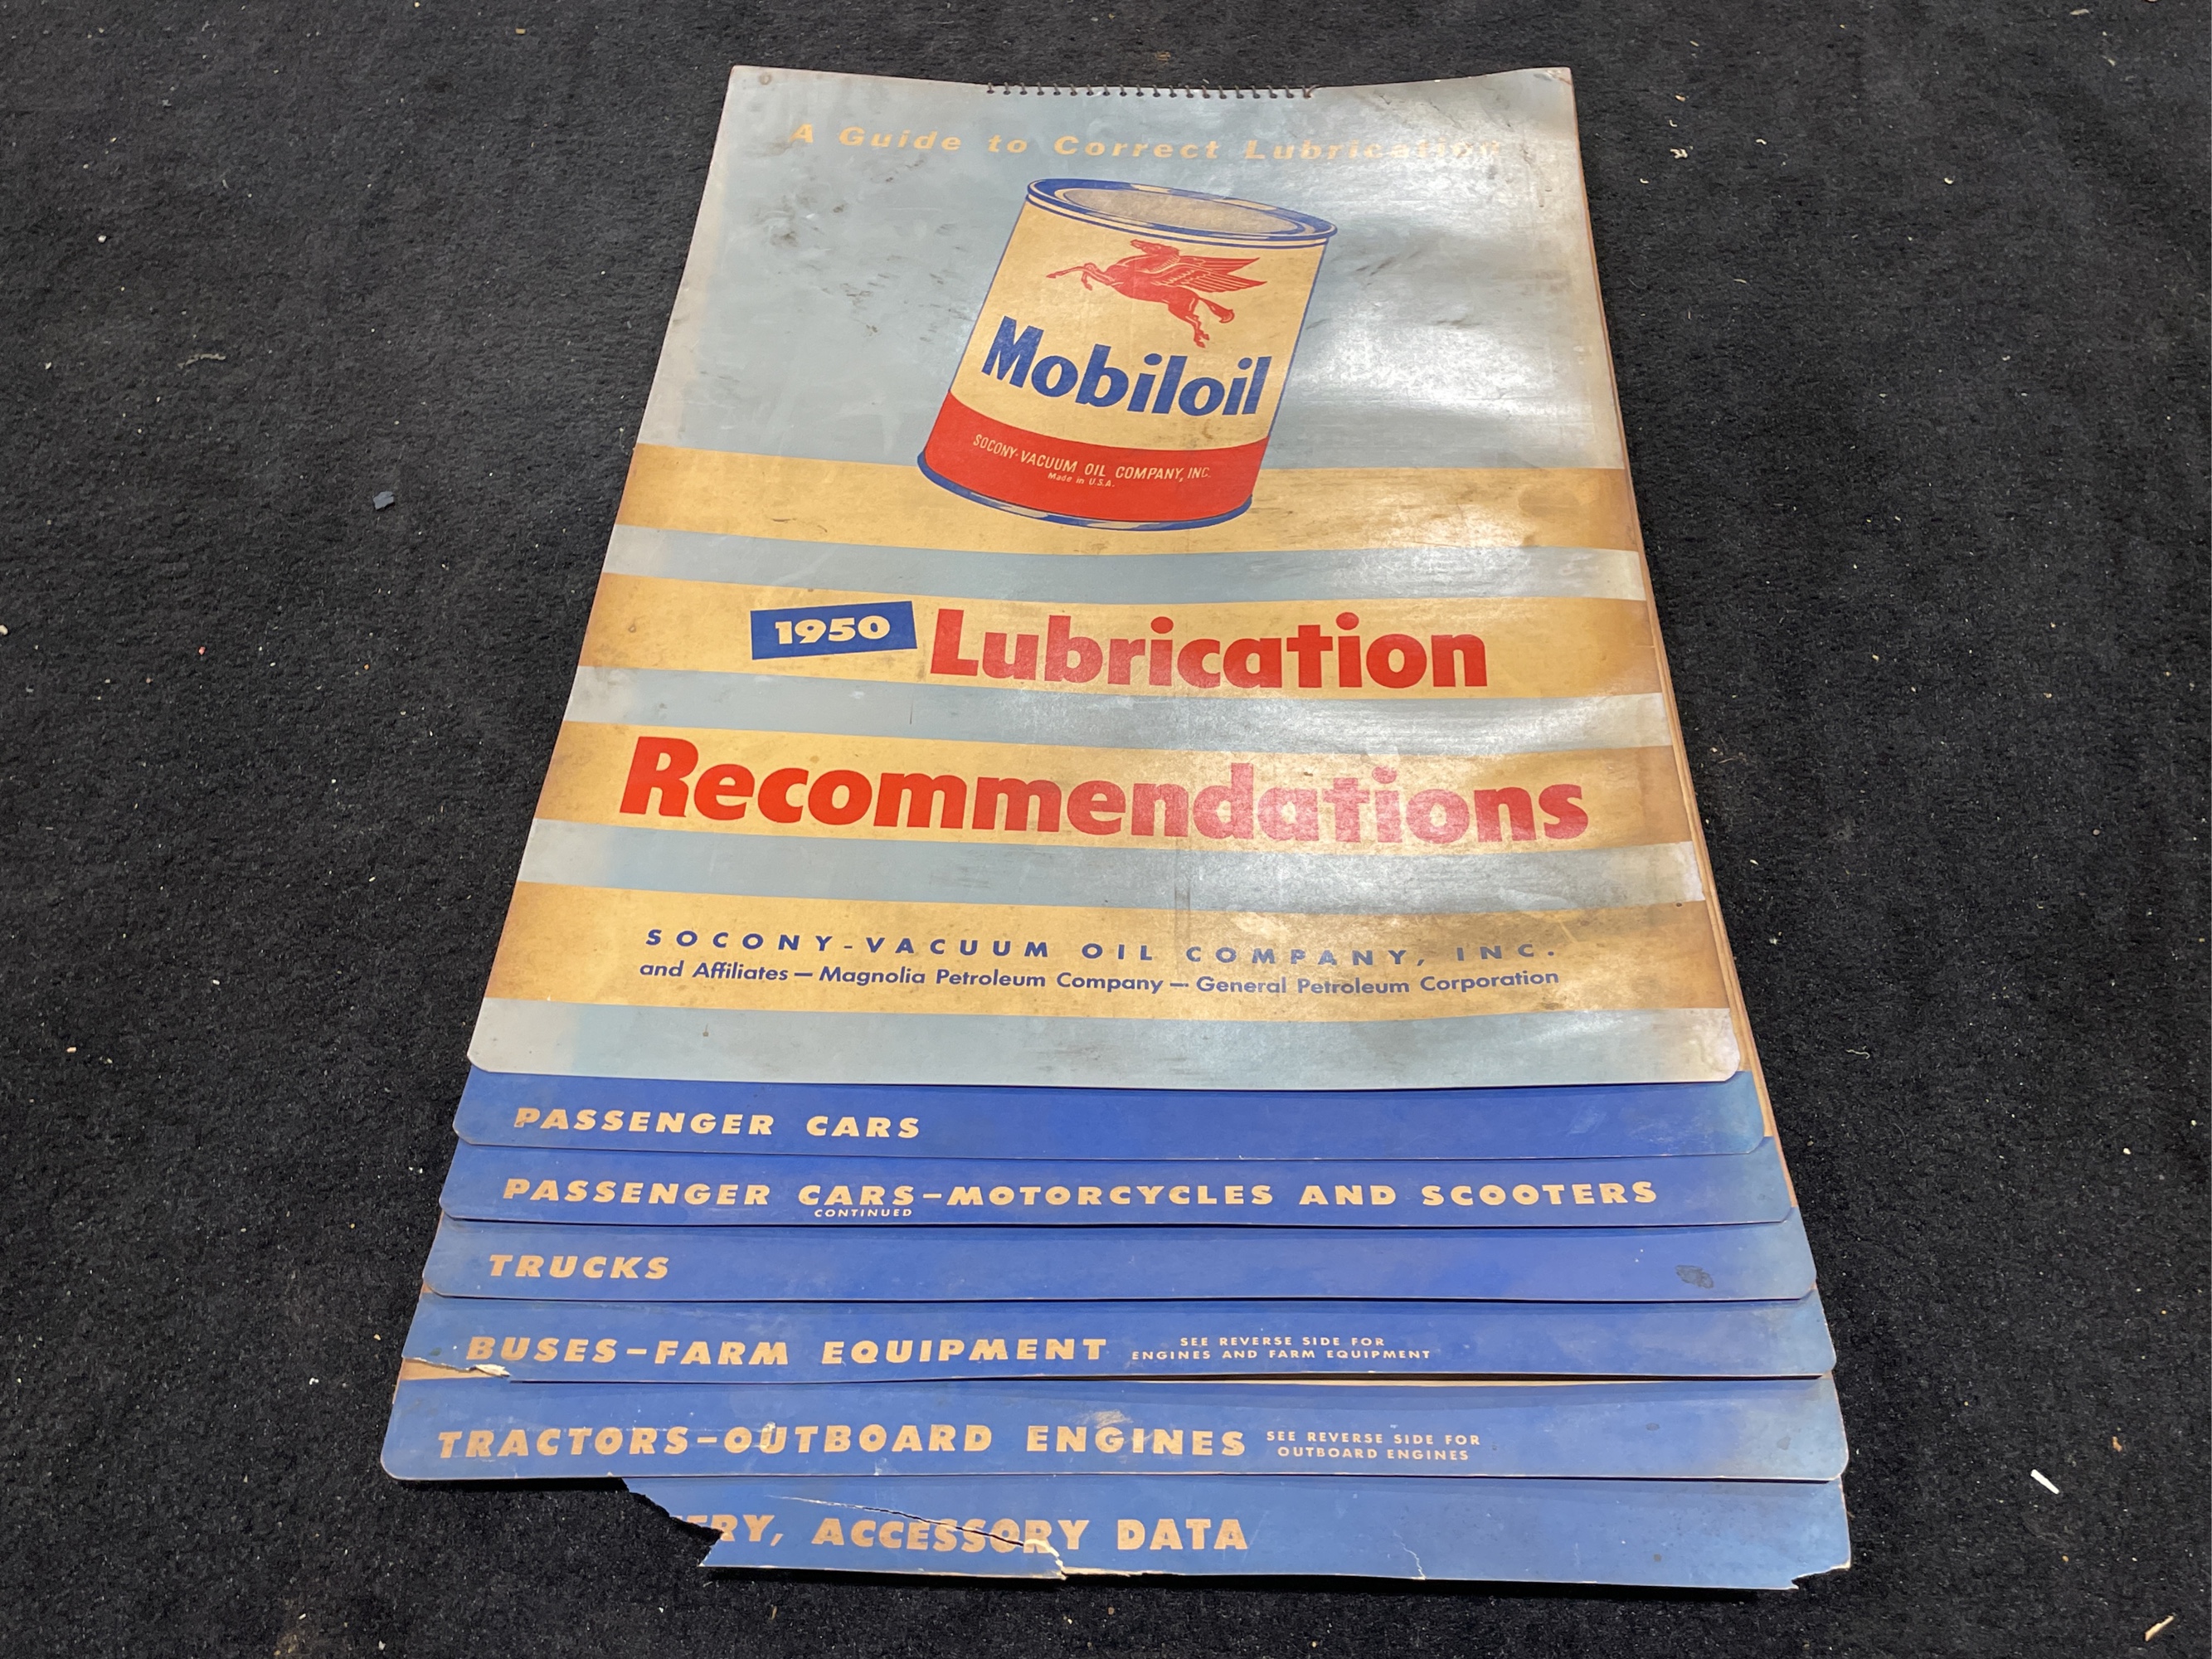 A Guide to Correct Lubrication
Mobiloil
SOCONY-VACUUM OIL COMPANY, INC.
Made in U.S.A.
1950 Lubrication
Recommendations
SOCONY-VACUUM OIL COMPANY, INC.
and Affiliates — Magnolia Petroleum Company — General Petroleum Corporation
PASSENGER CARS
PASSENGER CARS-MOTORCYCLES AND SCOOTERS
CONTINUED
TRUCKS
BUSES-FARM EQUIPMENT
SEE REVERSE SIDE FOR
ENGINES AND FARM EQUIPMENT
TRACTORS-OUTBOARD ENGINES
SEE REVERSE SIDE FOR
OUTBOARD ENGINES
ACCESSORY DATA